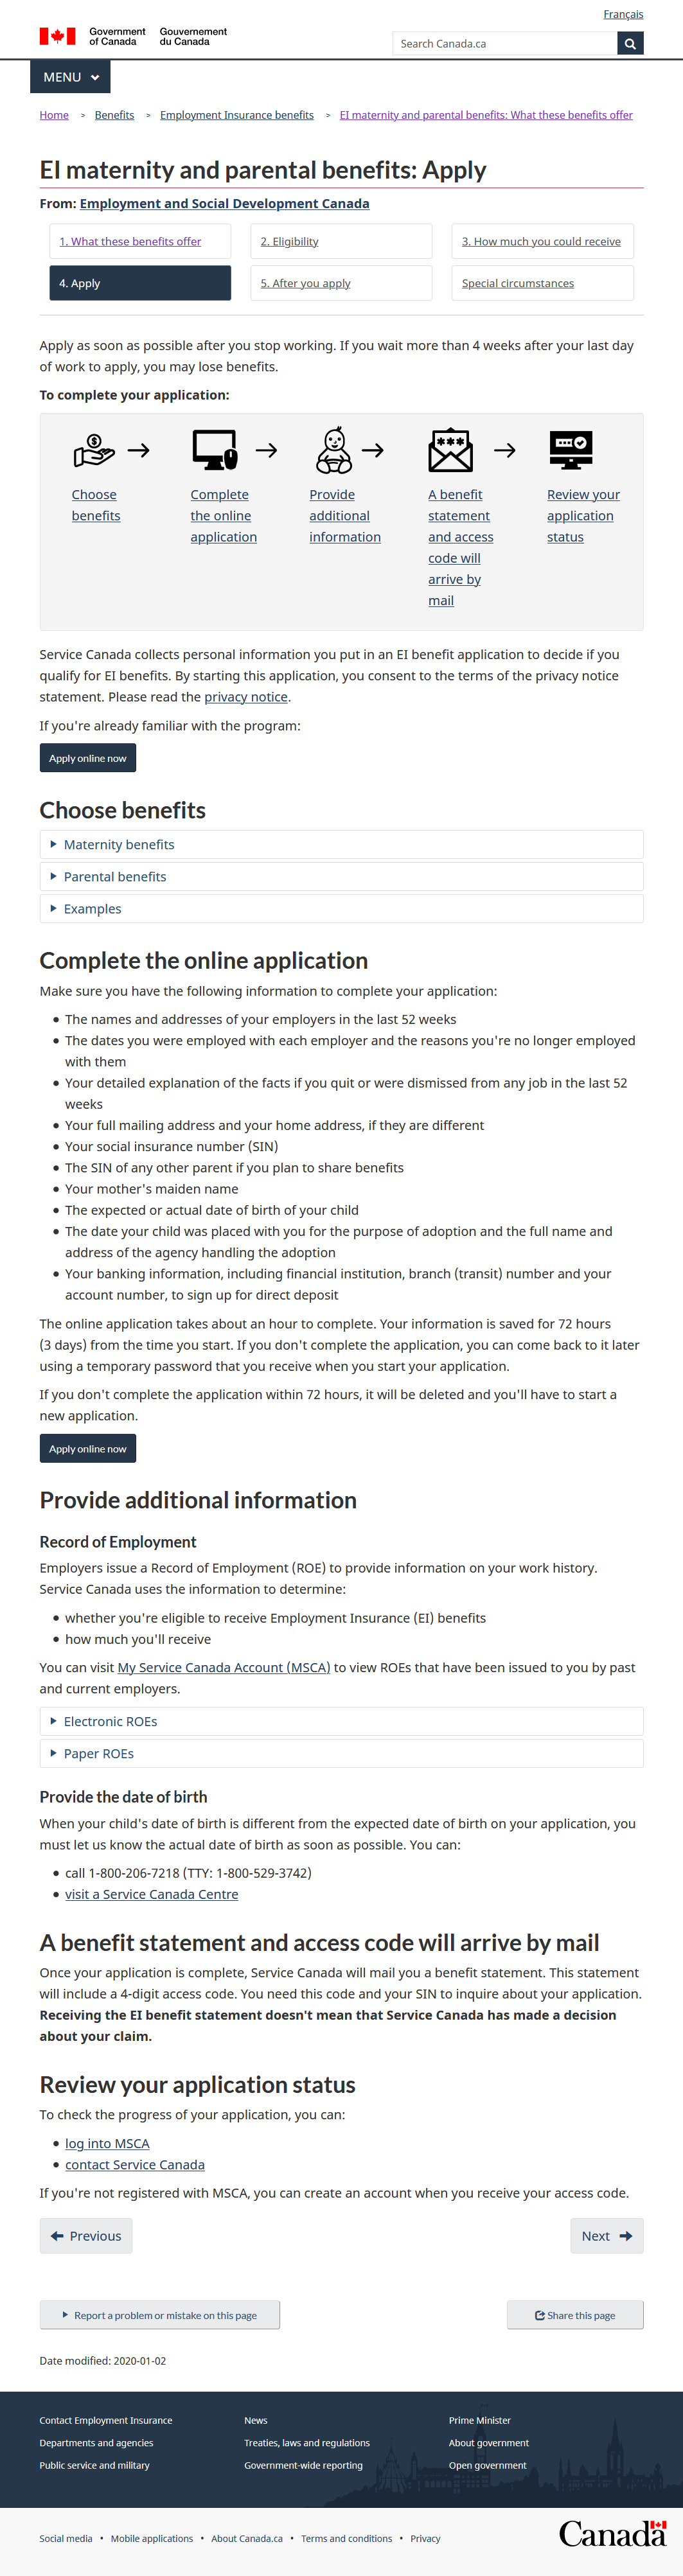 Français
Government
of Canada
Gouvernement
du Canada
Search Canada.ca
MENU
Home > Benefits > Employment Insurance benefits > EI maternity and parental benefits: What these benefits offer
EI maternity and parental benefits: Apply
From: Employment and Social Development Canada
1. What these benefits offer
2. Eligibility
3. How much you could receive
4. Apply
5. After you apply
Special circumstances
Apply as soon as possible after you stop working. If you wait more than 4 weeks after your last day
of work to apply, you may lose benefits.
To complete your application:
Choose
benefits
Complete
the online
application
Provide
additional
information
A benefit
statement
and access
code will
arrive by
mail
Review your
application
status
Service Canada collects personal information you put in an EI benefit application to decide if you
qualify for EI benefits. By starting this application, you consent to the terms of the privacy notice
statement. Please read the privacy notice.
If you're already familiar with the program:
Apply online now
Choose benefits
Maternity benefits
Parental benefits
Examples
Complete the online application
Make sure you have the following information to complete your application:
• The names and addresses of your employers in the last 52 weeks
• The dates you were employed with each employer and the reasons you're no longer employed
with them
• Your detailed explanation of the facts if you quit or were dismissed from any job in the last 52
weeks
• Your full mailing address and your home address, if they are different
• Your social insurance number (SIN)
• The SIN of any other parent if you plan to share benefits
• Your mother's maiden name
• The expected or actual date of birth of your child
• The date your child was placed with you for the purpose of adoption and the full name and
address of the agency handling the adoption
• Your banking information, including financial institution, branch (transit) number and your
account number, to sign up for direct deposit
The online application takes about an hour to complete. Your information is saved for 72 hours
(3 days) from the time you start. If you don't complete the application, you can come back to it later
using a temporary password that you receive when you start your application.
If you don't complete the application within 72 hours, it will be deleted and you'll have to start a
new application.
Apply online now
Provide additional information
Record of Employment
Employers issue a Record of Employment (ROE) to provide information on your work history.
Service Canada uses the information to determine:
• whether you're eligible to receive Employment Insurance (EI) benefits
• how much you'll receive
You can visit My Service Canada Account (MSCA) to view ROEs that have been issued to you by past
and current employers.
Electronic ROEs
Paper ROEs
Provide the date of birth
When your child's date of birth is different from the expected date of birth on your application, you
must let us know the actual date of birth as soon as possible. You can:
• call 1-800-206-7218 (TTY: 1-800-529-3742)
• visit a Service Canada Centre
A benefit statement and access code will arrive by mail
Once your application is complete, Service Canada will mail you a benefit statement. This statement
will include a 4-digit access code. You need this code and your SIN to inquire about your application.
Receiving the EI benefit statement doesn't mean that Service Canada has made a decision
about your claim.
Review your application status
To check the progress of your application, you can:
• log into MSCA
• contact Service Canada
If you're not registered with MSCA, you can create an account when you receive your access code.
Previous
Next
Report a problem or mistake on this page
Share this page
Date modified: 2020-01-02
Contact Employment Insurance
News
Prime Minister
Departments and agencies
Treaties, laws and regulations
About government
Public service and military
Government-wide reporting
Open government
Social media • Mobile applications • About Canada.ca • Terms and conditions • Privacy
Canada